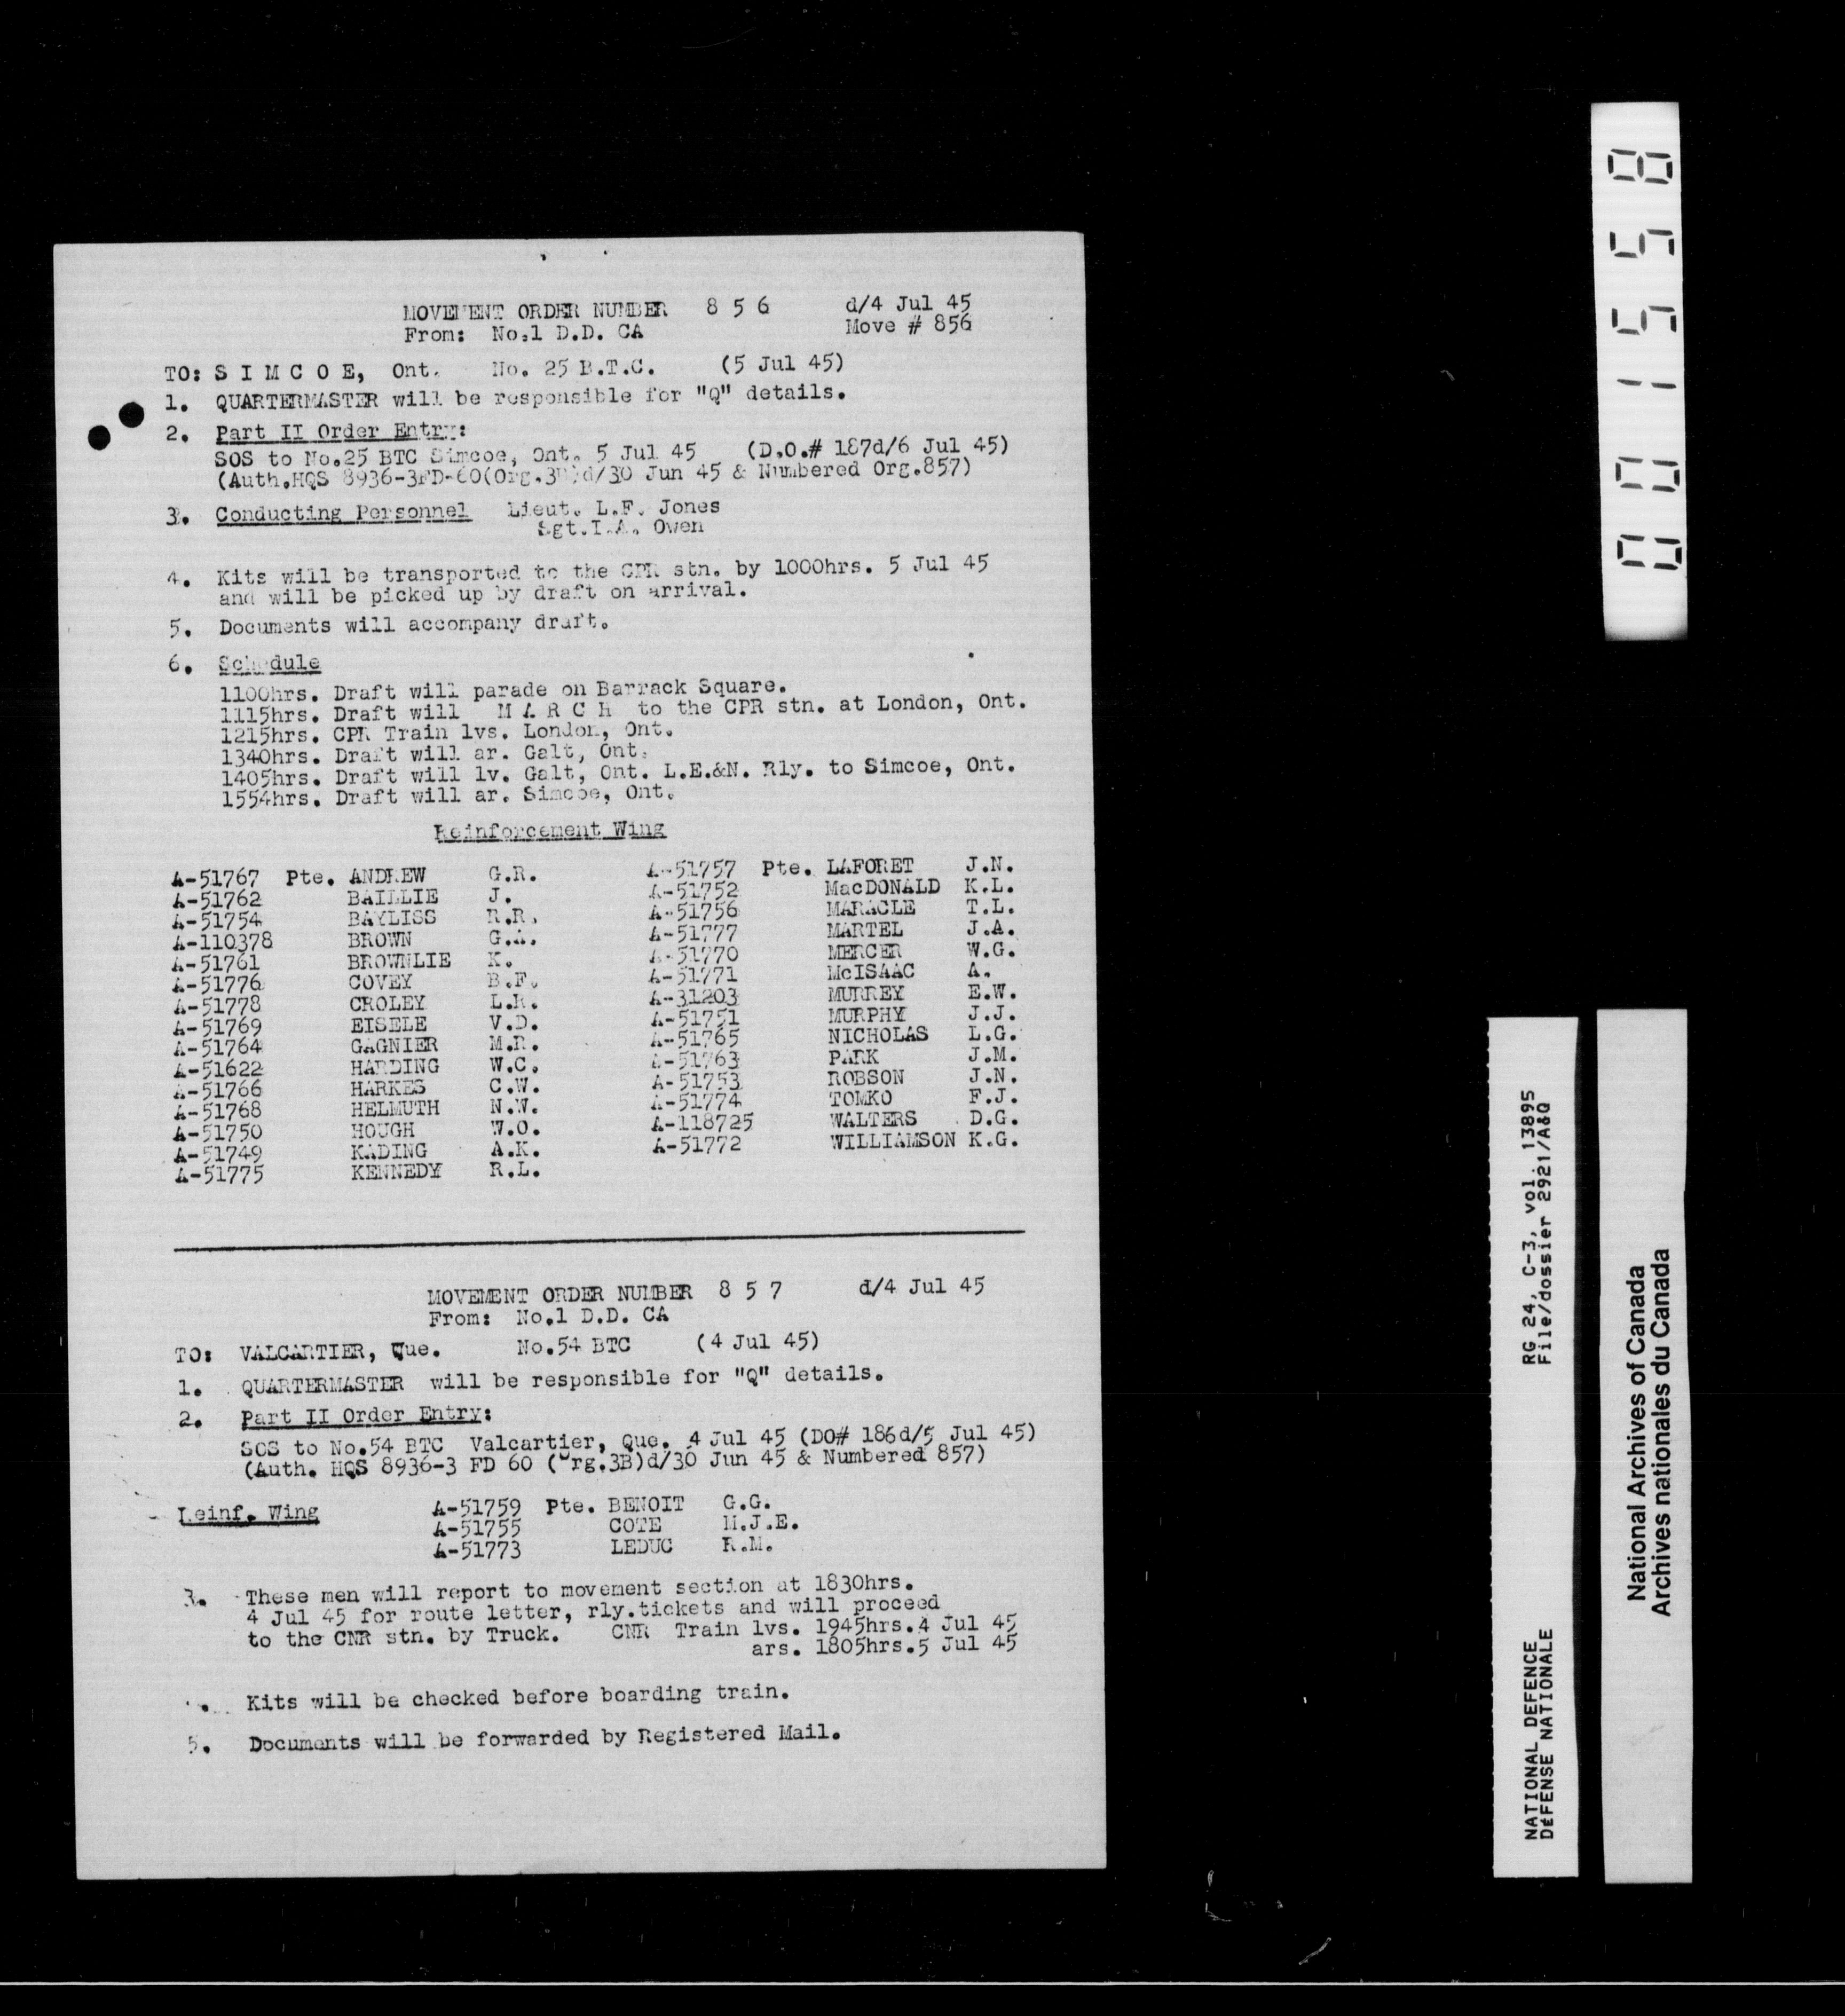 MOVEMENT ORDER NUMBER 8 5 6 d/4 Jul 45
From: No.1 D.D. CA Move # 856
TO: S I M C O E, Ont. No. 25 B.T.C. (5 Jul 45)
1. QUARTERMASTER will be responsible for "Q" details.
2. Part II Order Entry:
SOS to No.25 BTC Simcoe, Ont. 5 Jul 45 (D.O.# 187d/6 Jul 45)
(Auth.HQS 8936-3FD-60(Org.3B)d/30 Jun 45 & Numbered Org.857)
3. Conducting Personnel Lieut. L.F. Jones
Sgt.I.A. Owen
4. Kits will be transported to the CPR stn. by 1000hrs. 5 Jul 45
and will be picked up by draft on arrival.
5. Documents will accompany draft.
6. Schedule
1100hrs. Draft will parade on Barrack Square.
1115hrs. Draft will M A R C H to the CPR stn. at London, Ont.
1215hrs. CPR Train lvs. London, Ont.
1340hrs. Draft will ar. Galt, Ont.
1405hrs. Draft will lv. Galt, Ont. L.E.&N. Rly. to Simcoe, Ont.
1554hrs. Draft will ar. Simcoe, Ont.
Reinforcement Wing
A-51767 Pte. ANDREW G.R. A-51757 Pte. LAFORET J.N.
A-51762 BAILLIE J. A-51752 MacDONALD K.L.
A-51754 BAYLISS R.R. A-51756 MARACLE T.L.
A-110378 BROWN G.A. A-51777 MARTEL J.A.
A-51761 BROWNLIE K. A-51770 MERCER W.G.
A-51776 COVEY B.F. A-51771 McISAAC A.
A-51778 CROLEY L.R. A-31203 MURREY E.W.
A-51769 EISELE V.D. A-51751 MURPHY J.J.
A-51764 GAGNIER M.R. A-51765 NICHOLAS L.G.
A-51622 HARDING W.C. A-51763 PARK J.M.
A-51766 HARKES C.W. A-51753 ROBSON J.N.
A-51768 HELMUTH N.W. A-51774 TOMKO F.J.
A-51750 HOUGH W.O. A-118725 WALTERS D.G.
A-51749 KADING A.K. A-51772 WILLIAMSON K.G.
A-51775 KENNEDY R.L.
MOVEMENT ORDER NUMBER 8 5 7 d/4 Jul 45
From: No.1 D.D. CA
TO: VALCARTIER, Que. No.54 BTC (4 Jul 45)
1. QUARTERMASTER will be responsible for "Q" details.
2. Part II Order Entry:
SOS to No.54 BTC Valcartier, Que. 4 Jul 45 (DO# 186d/5 Jul 45)
(Auth. HQS 8936-3 FD 60 (Org.3B)d/30 Jun 45 & Numbered 857)
Reinf. Wing A-51759 Pte. BENOIT G.G.
A-51755 COTE M.J.E.
A-51773 LEDUC R.M.
3. These men will report to movement section at 1830hrs.
4 Jul 45 for route letter, rly.tickets and will proceed
to the CNR stn. by Truck. CNR Train lvs. 1945hrs.4 Jul 45
ars. 1805hrs.5 Jul 45
Kits will be checked before boarding train.
5. Documents will be forwarded by Registered Mail.
001558
NATIONAL DEFENCE RG 24, C-3, vol. 13895
DéFENSE NATIONALE File/dossier 2921/A&Q
National Archives of Canada
Archives nationales du Canada